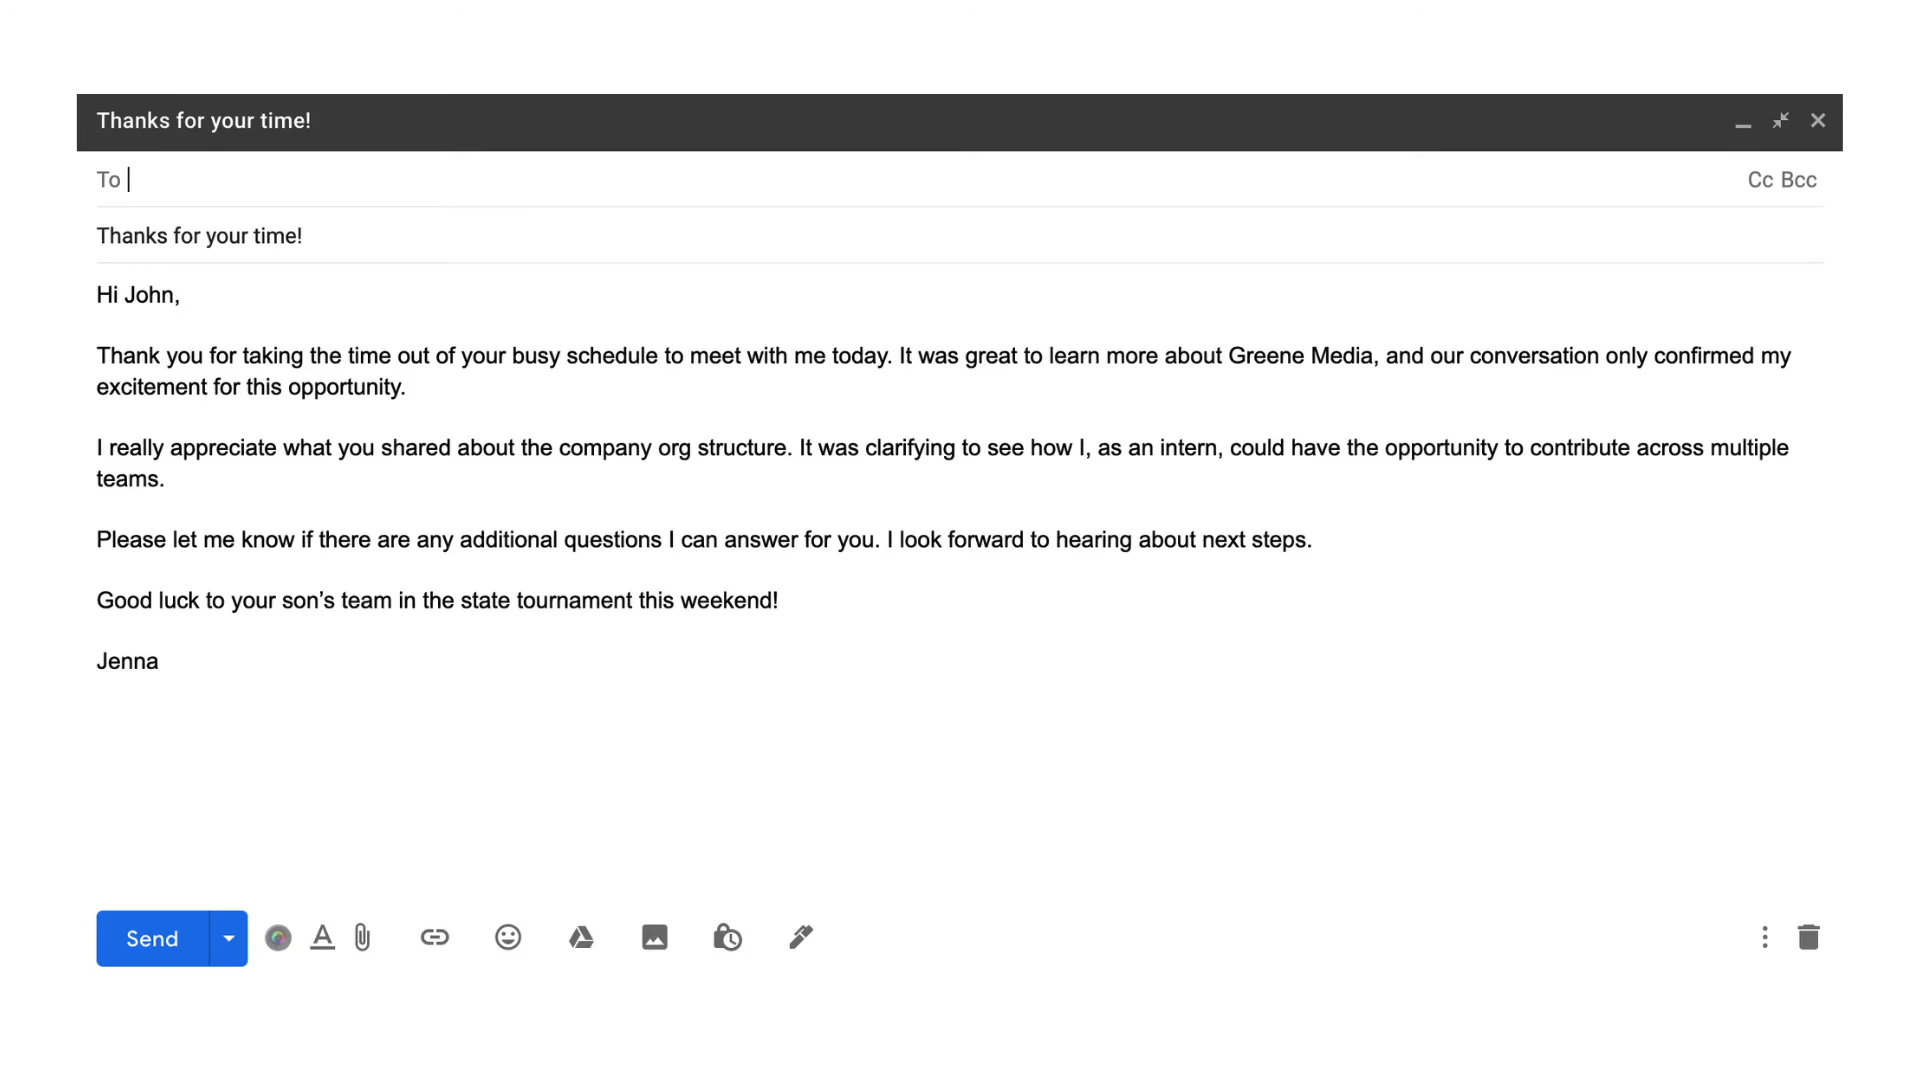 Thanks for your time!
To
Cc Bcc
Thanks for your time!
Hi John,
Thank you for taking the time out of your busy schedule to meet with me today. It was great to learn more about Greene Media, and our conversation only confirmed my
excitement for this opportunity.
I really appreciate what you shared about the company org structure. It was clarifying to see how I, as an intern, could have the opportunity to contribute across multiple
teams.
Please let me know if there are any additional questions I can answer for you. I look forward to hearing about next steps.
Good luck to your son’s team in the state tournament this weekend!
Jenna
Send